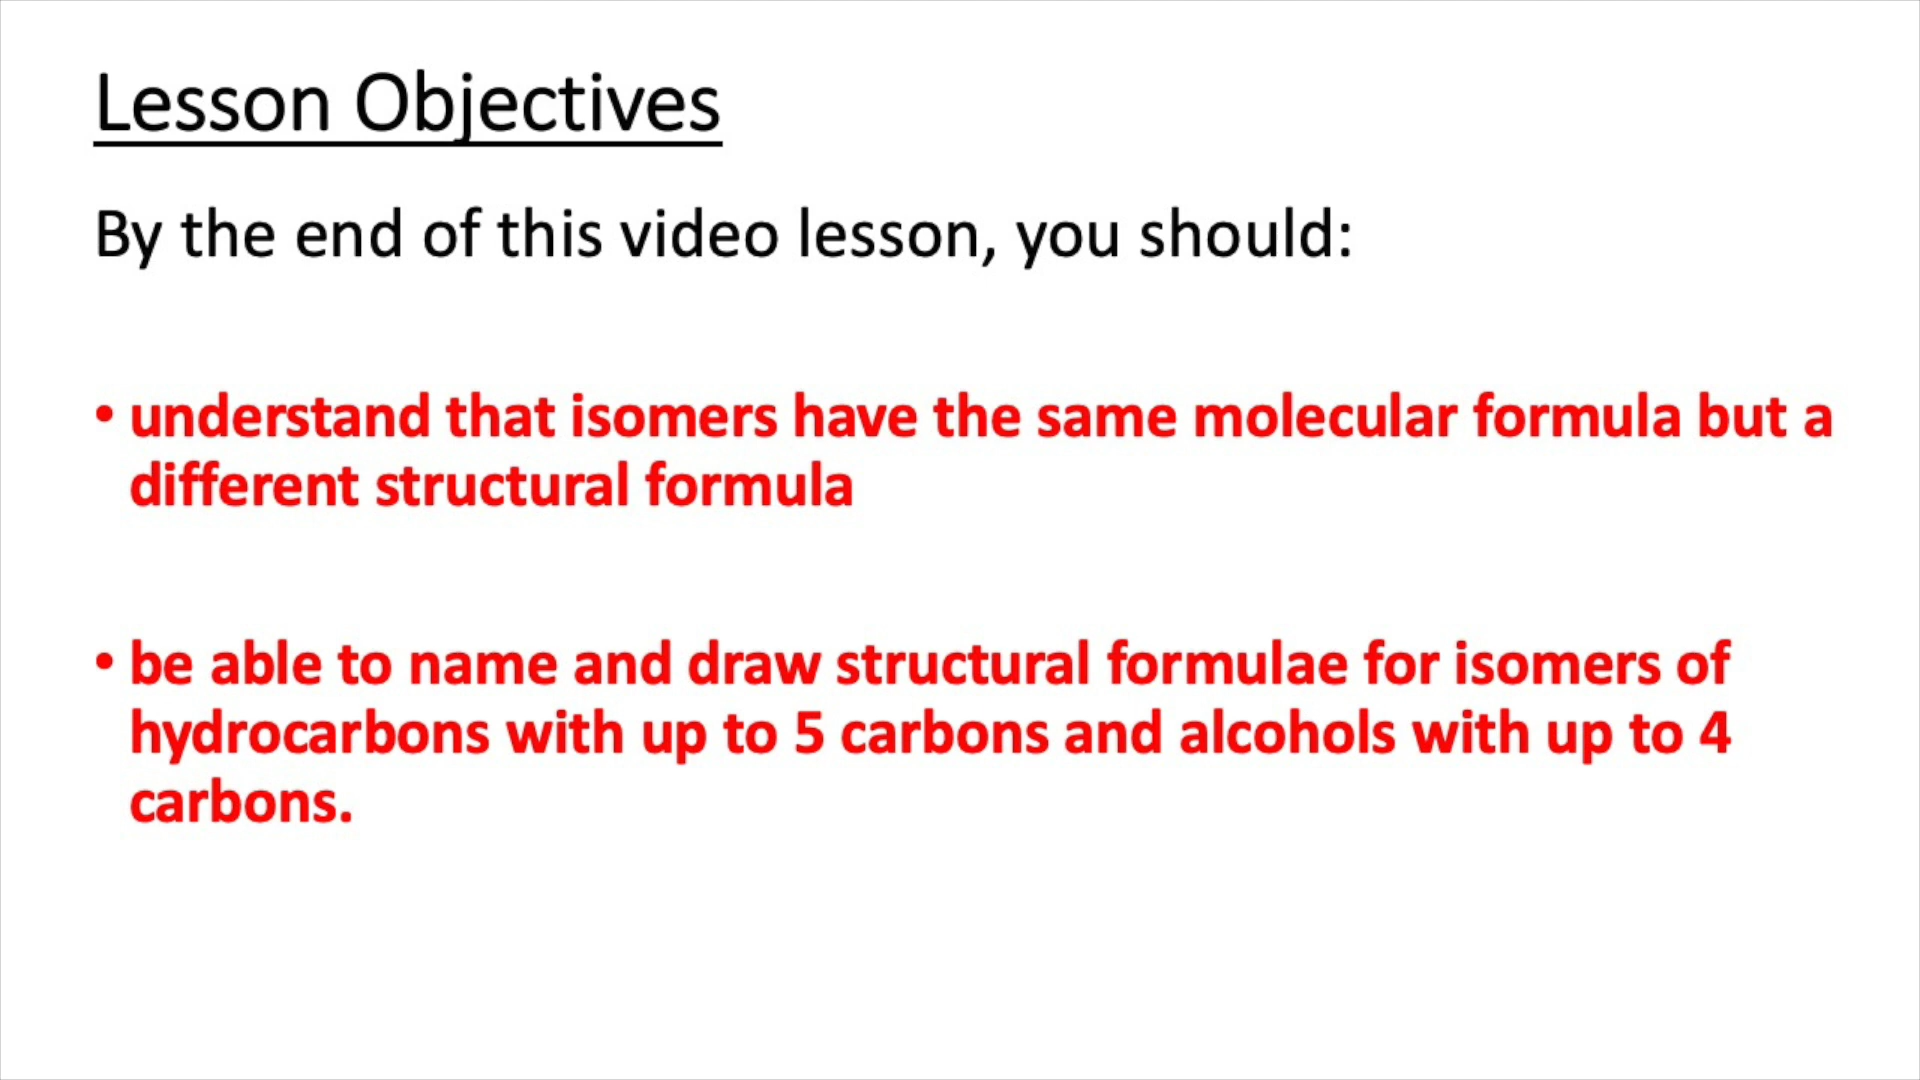 Lesson Objectives
By the end of this video lesson, you should:
• understand that isomers have the same molecular formula but a
different structural formula
• be able to name and draw structural formulae for isomers of
hydrocarbons with up to 5 carbons and alcohols with up to 4
carbons.